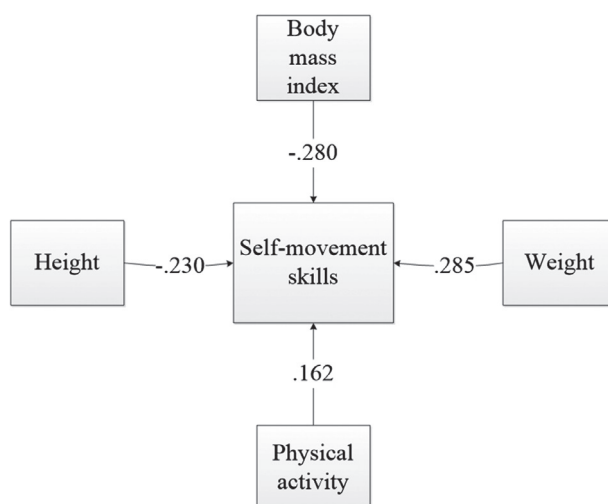 Body
mass
index
-.280
Height
-.230
Self-movement
skills
.285
Weight
.162
Physical
activity